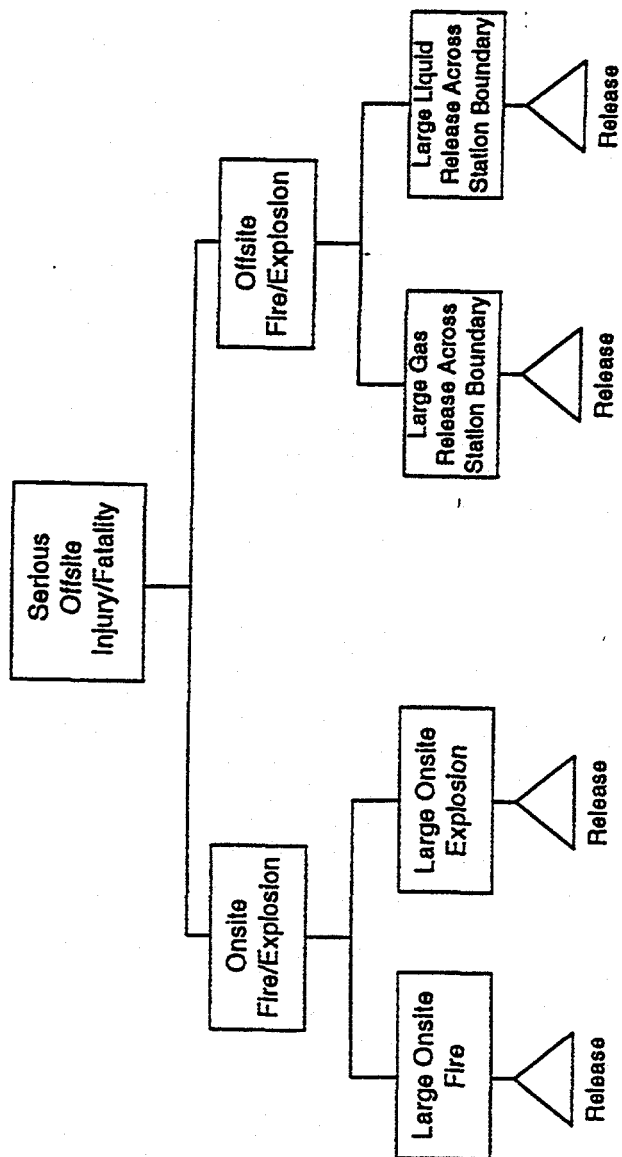 Serious
Offsite
Injury/Fatality
Onsite
Fire/Explosion
Offsite
Fire/Explosion
Large Onsite
Fire
Large Onsite
Explosion
Large Gas
Release Across
Station Boundary
Large Liquid
Release Across
Station Boundary
Release
Release
Release
Release